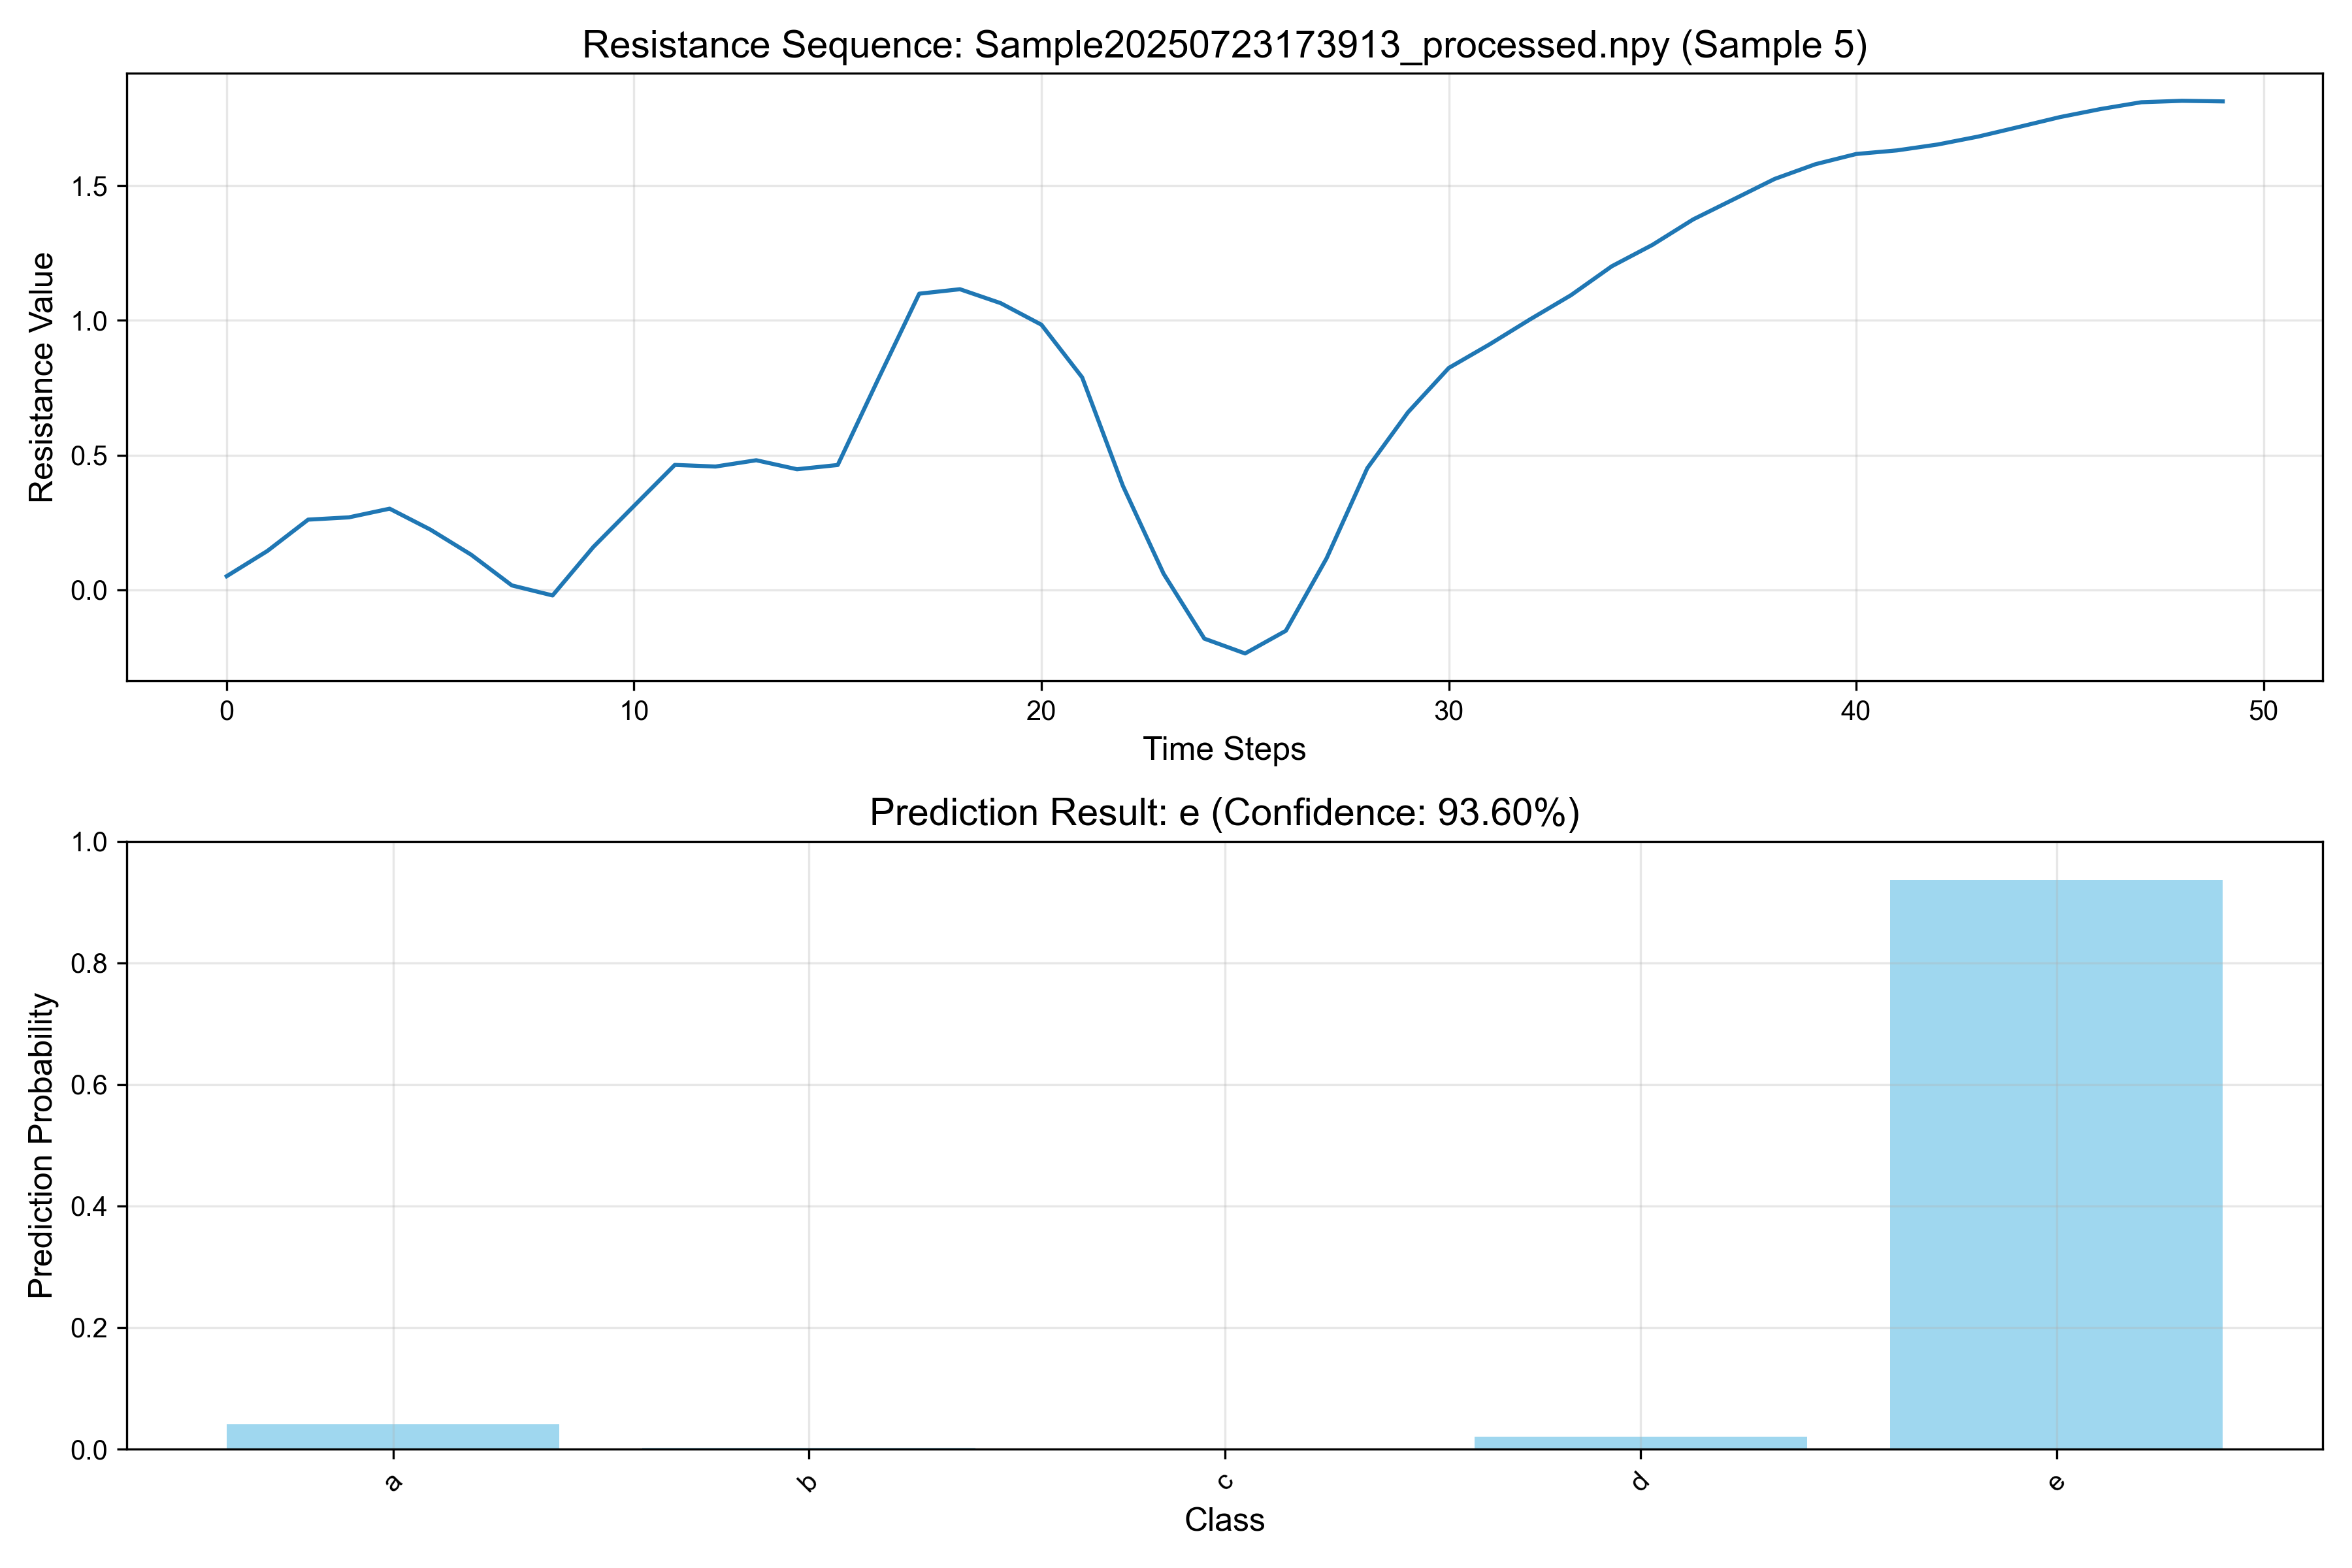 Resistance Sequence: Sample20250723173913_processed.npy (Sample 5)
Resistance Value
1.5
1.0
0.5
0.0
0 10 20 30 40 50
Time Steps
Prediction Result: e (Confidence: 93.60%)
Prediction Probability
1.0
0.8
0.6
0.4
0.2
0.0
a b c d e
Class